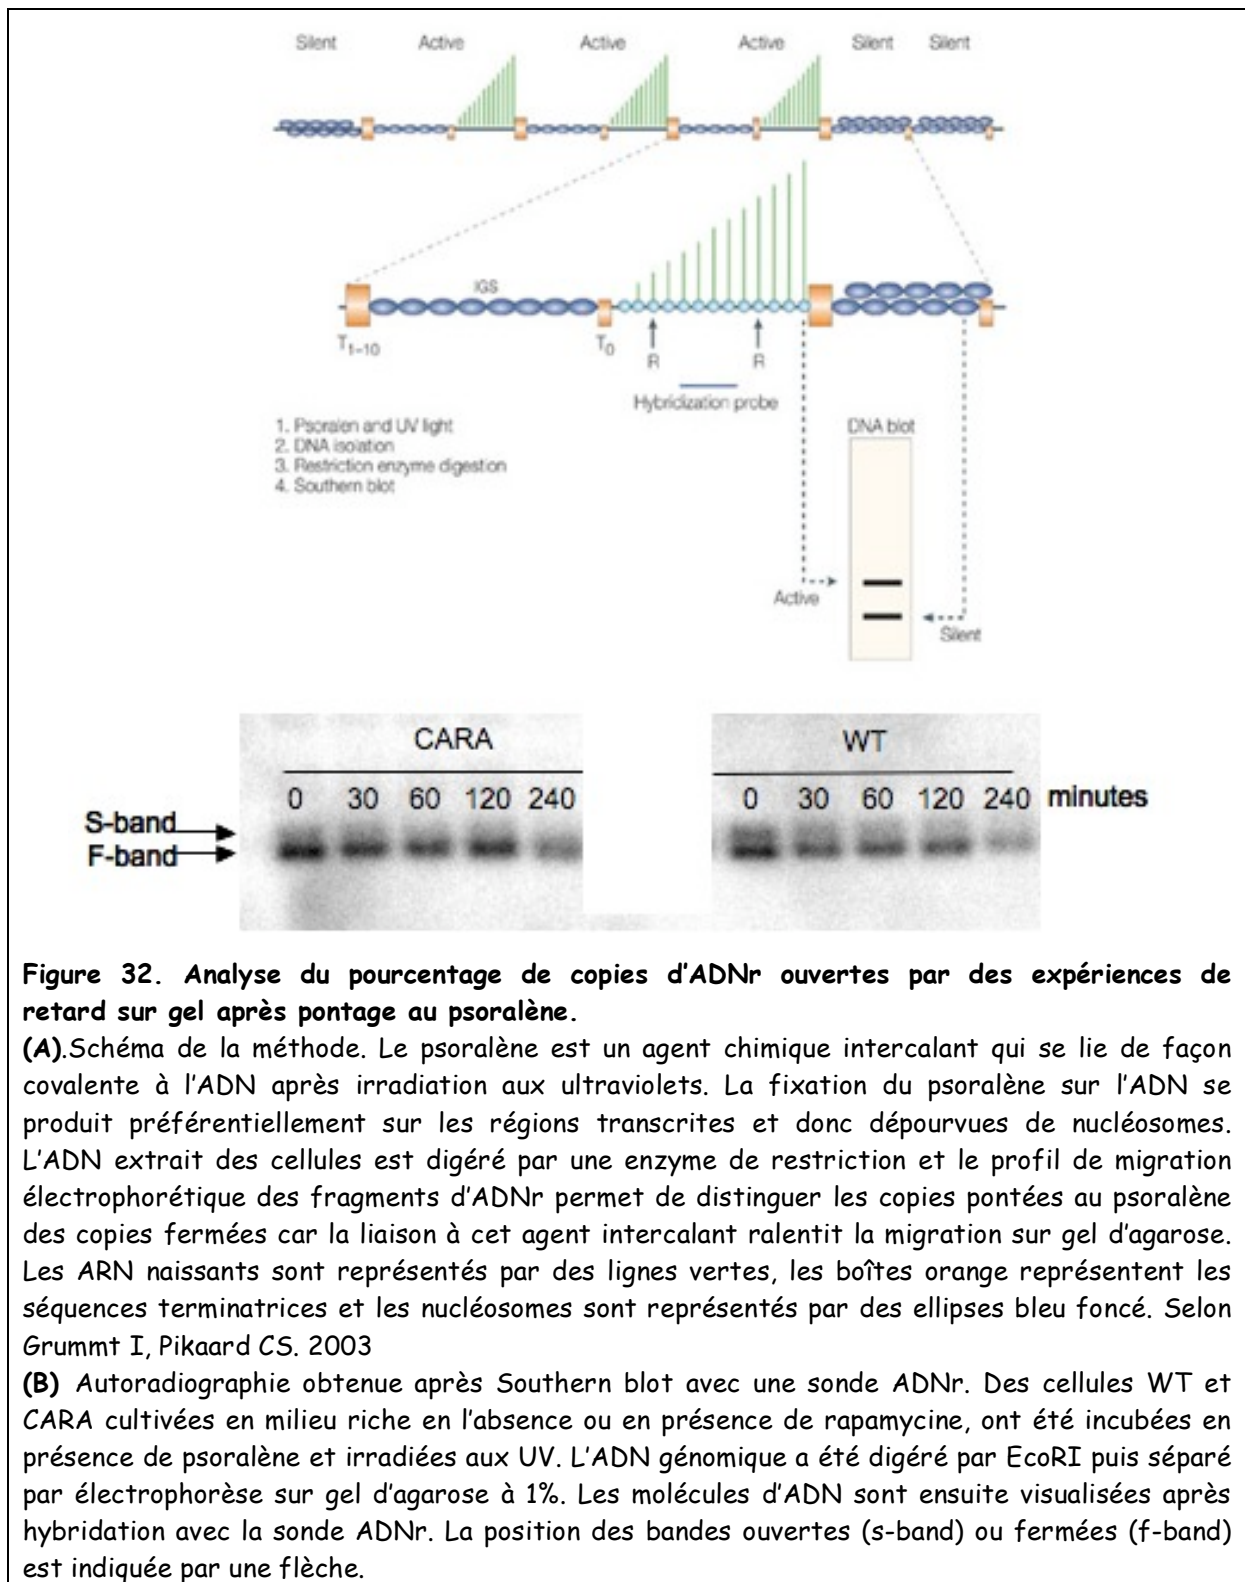 Silent Active Active Active Silent Silent
IGS
T1-10 T0 R R
Hybridization probe
1. Psoralen and UV light
2. DNA isolation
3. Restriction enzyme digestion
4. Southern blot
DNA blot
Active
Silent
CARA WT
0 30 60 120 240 0 30 60 120 240 minutes
S-band
F-band
Figure 32. Analyse du pourcentage de copies d'ADNr ouvertes par des expériences de
retard sur gel après pontage au psoralène.
(A).Schéma de la méthode. Le psoralène est un agent chimique intercalant qui se lie de façon
covalente à l'ADN après irradiation aux ultraviolets. La fixation du psoralène sur l'ADN se
produit préférentiellement sur les régions transcrites et donc dépourvues de nucléosomes.
L'ADN extrait des cellules est digéré par une enzyme de restriction et le profil de migration
électrophorétique des fragments d'ADNr permet de distinguer les copies pontées au psoralène
des copies fermées car la liaison à cet agent intercalant ralentit la migration sur gel d'agarose.
Les ARN naissants sont représentés par des lignes vertes, les boîtes orange représentent les
séquences terminatrices et les nucléosomes sont représentés par des ellipses bleu foncé. Selon
Grummt I, Pikaard CS. 2003
(B) Autoradiographie obtenue après Southern blot avec une sonde ADNr. Des cellules WT et
CARA cultivées en milieu riche en l'absence ou en présence de rapamycine, ont été incubées en
présence de psoralène et irradiées aux UV. L'ADN génomique a été digéré par EcoRI puis séparé
par électrophorèse sur gel d'agarose à 1%. Les molécules d'ADN sont ensuite visualisées après
hybridation avec la sonde ADNr. La position des bandes ouvertes (s-band) ou fermées (f-band)
est indiquée par une flèche.